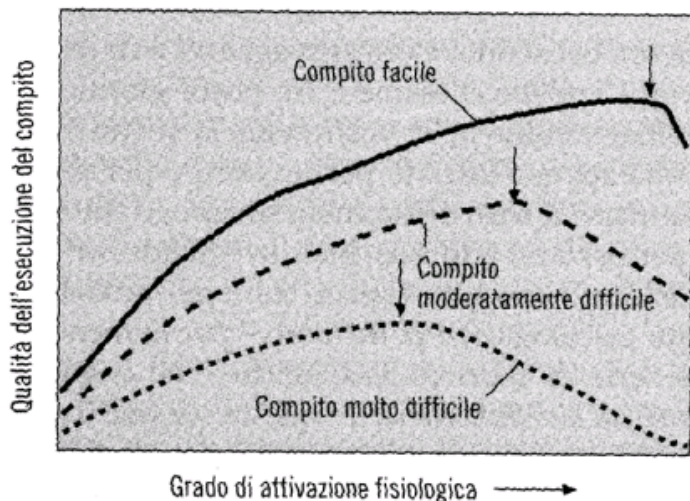 Qualità dell'esecuzione del compito
Compito facile
Compito
moderatamente difficile
Compito molto difficile
Grado di attivazione fisiologica